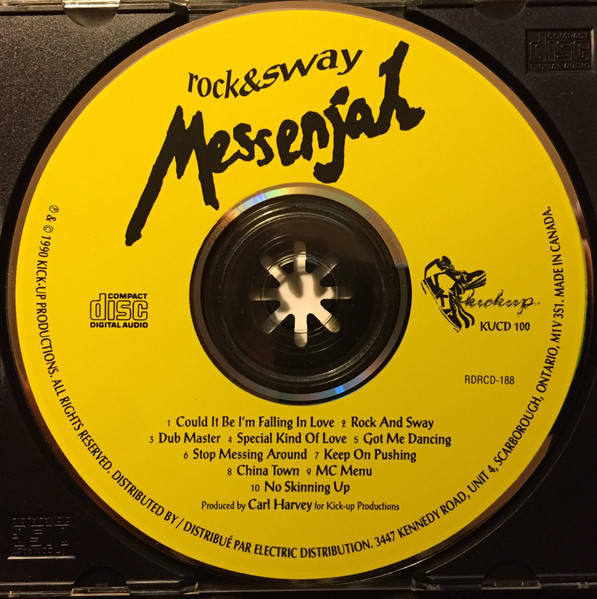 rock&sway
Messenjah
COMPACT
disc
DIGITAL AUDIO
kickup
KUCD 100
RDRCD-188
1 Could It Be I'm Falling In Love 2 Rock And Sway
3 Dub Master 4 Special Kind Of Love 5 Got Me Dancing
6 Stop Messing Around 7 Keep On Pushing
8 China Town 9 MC Menu
10 No Skinning Up
Produced by Carl Harvey for Kick-up Productions
℗ & © 1990 KICK-UP PRODUCTIONS. ALL RIGHTS RESERVED. DISTRIBUTED BY / DISTRIBUÉ PAR ELECTRIC DISTRIBUTION. 3447 KENNEDY ROAD, UNIT 4, SCARBOROUGH, ONTARIO, M1V 3S1. MADE IN CANADA.
COMPACT
disc
DIGITAL AUDIO